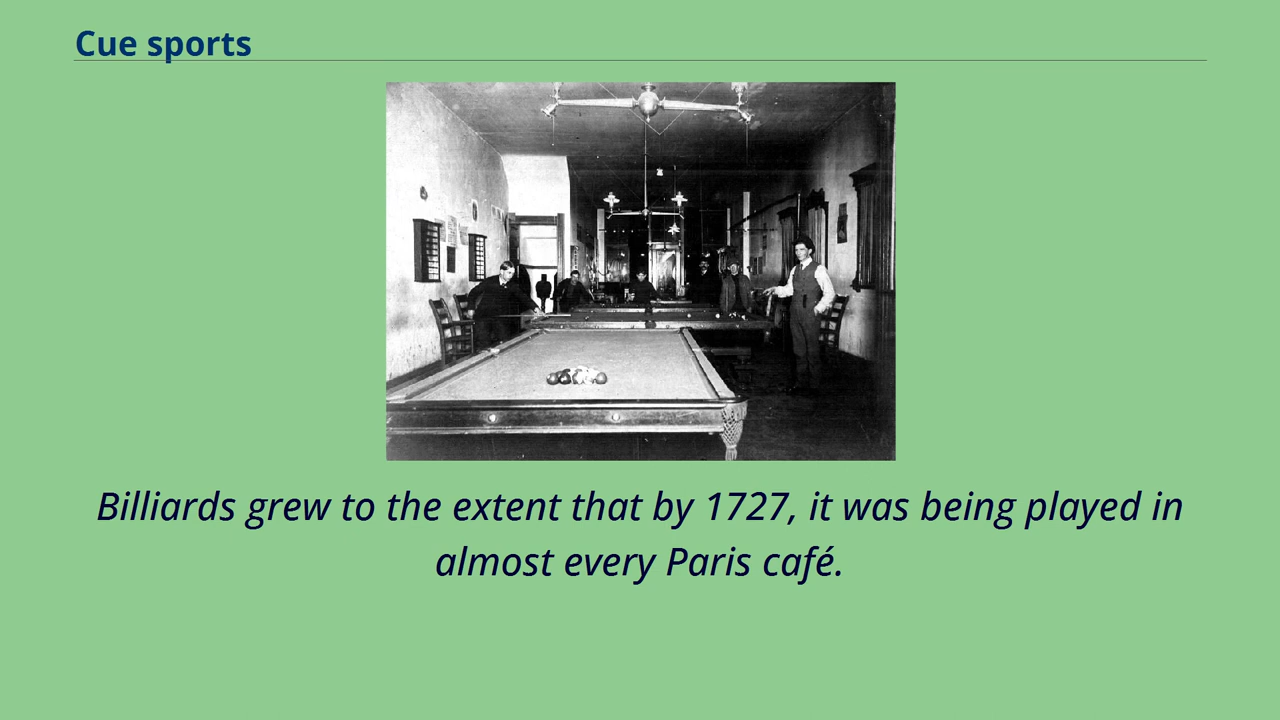 Cue sports
Billiards grew to the extent that by 1727, it was being played in
almost every Paris café.